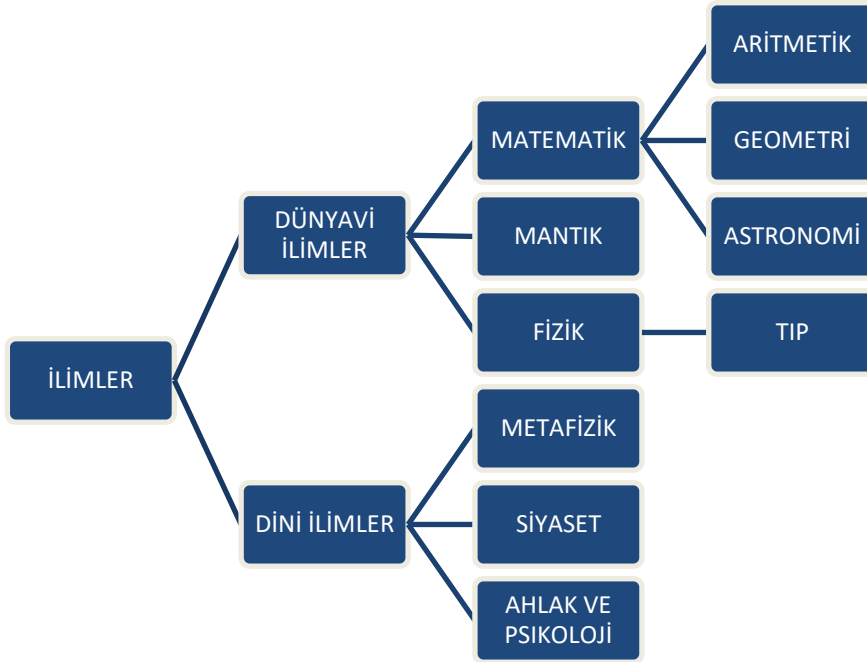 ARİTMETİK
MATEMATİK
GEOMETRİ
DÜNYAVİ
İLİMLER
MANTIK
ASTRONOMİ
FİZİK
TIP
İLİMLER
METAFİZİK
DİNİ İLİMLER
SİYASET
AHLAK VE
PSIKOLOJİ